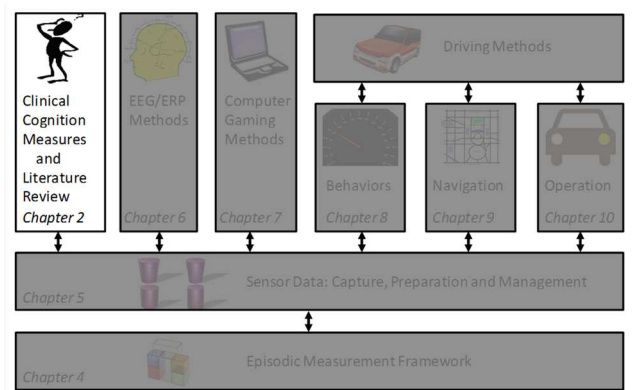 Driving Methods
Clinical
Cognition
Measures
and
Literature
Review
Chapter 2
EEG/ERP
Methods
Chapter 6
Computer
Gaming
Methods
Chapter 7
Behaviors
Chapter 8
Navigation
Chapter 9
Operation
Chapter 10
Sensor Data: Capture, Preparation and Management
Chapter 5
Episodic Measurement Framework
Chapter 4